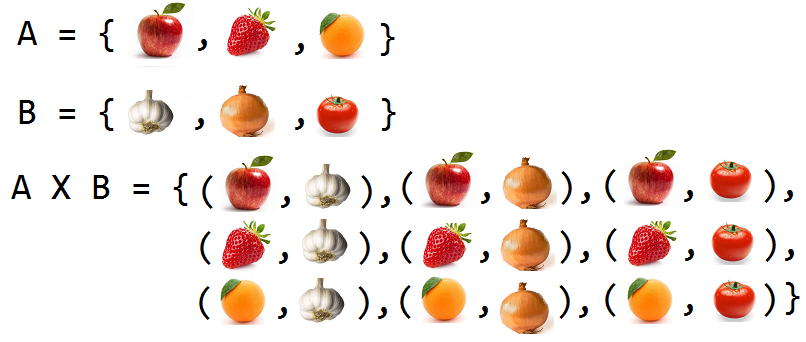 A = { , , }
B = { , , }
A X B = {( , ),( , ),( , ),
( , ),( , ),( , ),
( , ),( , ),( , )}